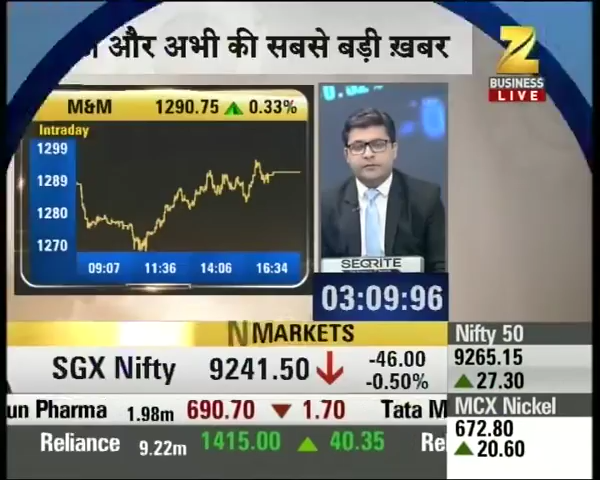 और अभी की सबसे बड़ी ख़बर
Z
BUSINESS
LIVE
M&M 1290.75 0.33%
Intraday
1299
1289
1280
1270
09:07 11:36 14:06 16:34
SEQRITE
03:09:96
MARKETS
SGX Nifty 9241.50 -46.00
-0.50%
Nifty 50
9265.15
27.30
un Pharma 1.98m 690.70 1.70 Tata M
MCX Nickel
672.80
20.60
Reliance 9.22m 1415.00 40.35 Re